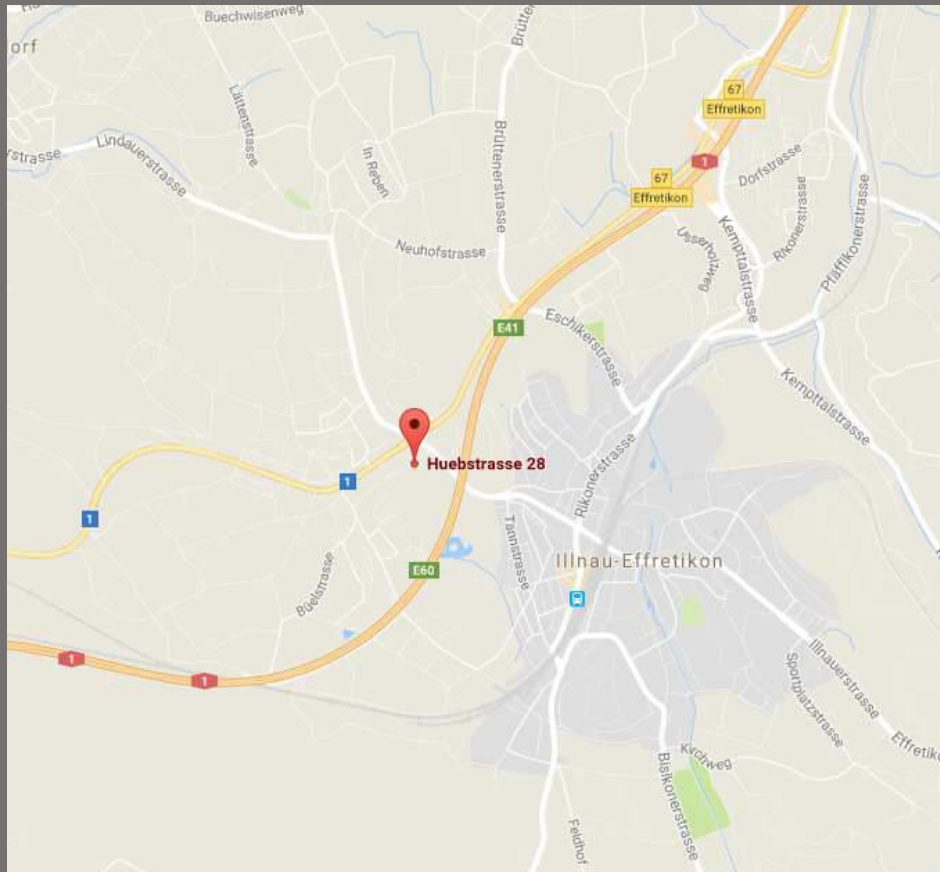 Buechwisenweg
orf
Brütt
67
Effretikon
Lättenstrasse
Lindauerstrasse
rstrasse
In Reben
Brüttenerstrasse
1
67
Effretikon
Dorfstrasse
Rikonerstrasse
Pfäffikonerstrasse
Kempttalstrasse
Usserholzweg
Neuhofstrasse
E41
Eschikerstrasse
Kempttalstrasse
Huebstrasse 28
Rikonerstrasse
1
1
Tannstrasse
Illnau-Effretikon
E60
Büelstrasse
1
1
Illnauerstrasse
Sportplatzstrasse
Effretiko
Kirchweg
Bisikonerstrasse
Feldhof